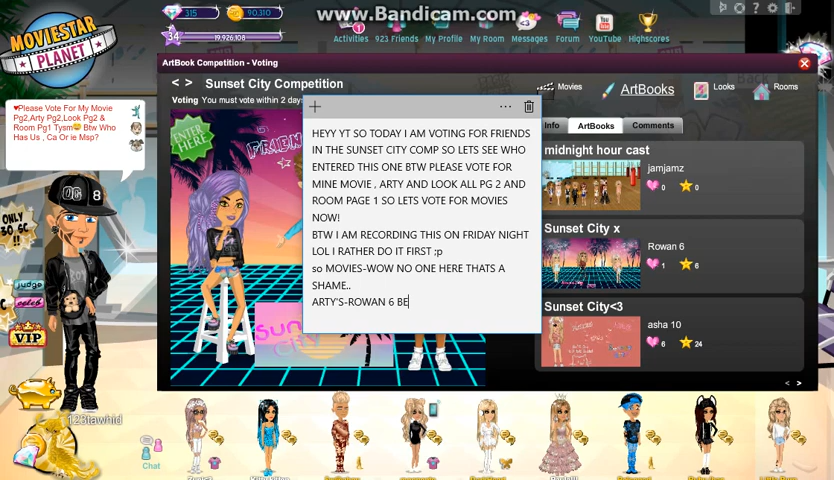 www.Bandicam.com
MOVIESTAR
PLANET
315
90,310
34
19,926,108
Activities
923 Friends
My Profile
My Room
Messages
Forum
YouTube
Highscores
ArtBook Competition - Voting
Back
< > Sunset City Competition
Voting You must vote within 2 days
Movies
ArtBooks
Looks
Rooms
♥Please Vote For My Movie
Pg2,Arty Pg2,Look Pg2 &
Room Pg1 Tysm Btw Who
Has Us , Ca Or ie Msp?
ENTER
HERE
HEYY YT SO TODAY I AM VOTING FOR FRIENDS
IN THE SUNSET CITY COMP SO LETS SEE WHO
ENTERED THIS ONE BTW PLEASE VOTE FOR
MINE MOVIE , ARTY AND LOOK ALL PG 2 AND
ROOM PAGE 1 SO LETS VOTE FOR MOVIES
NOW!
BTW I AM RECORDING THIS ON FRIDAY NIGHT
LOL I RATHER DO IT FIRST ;p
so MOVIES-WOW NO ONE HERE THATS A
SHAME..
ARTY'S-ROWAN 6 BE
Info
ArtBooks
Comments
midnight hour cast
jamjamz
0
0
Sunset City x
Rowan 6
1
6
Sunset City<3
asha 10
6
24
< >
OG 8
ONLY
30 GC
judge
celeb
VIP
123tawhid
Chat